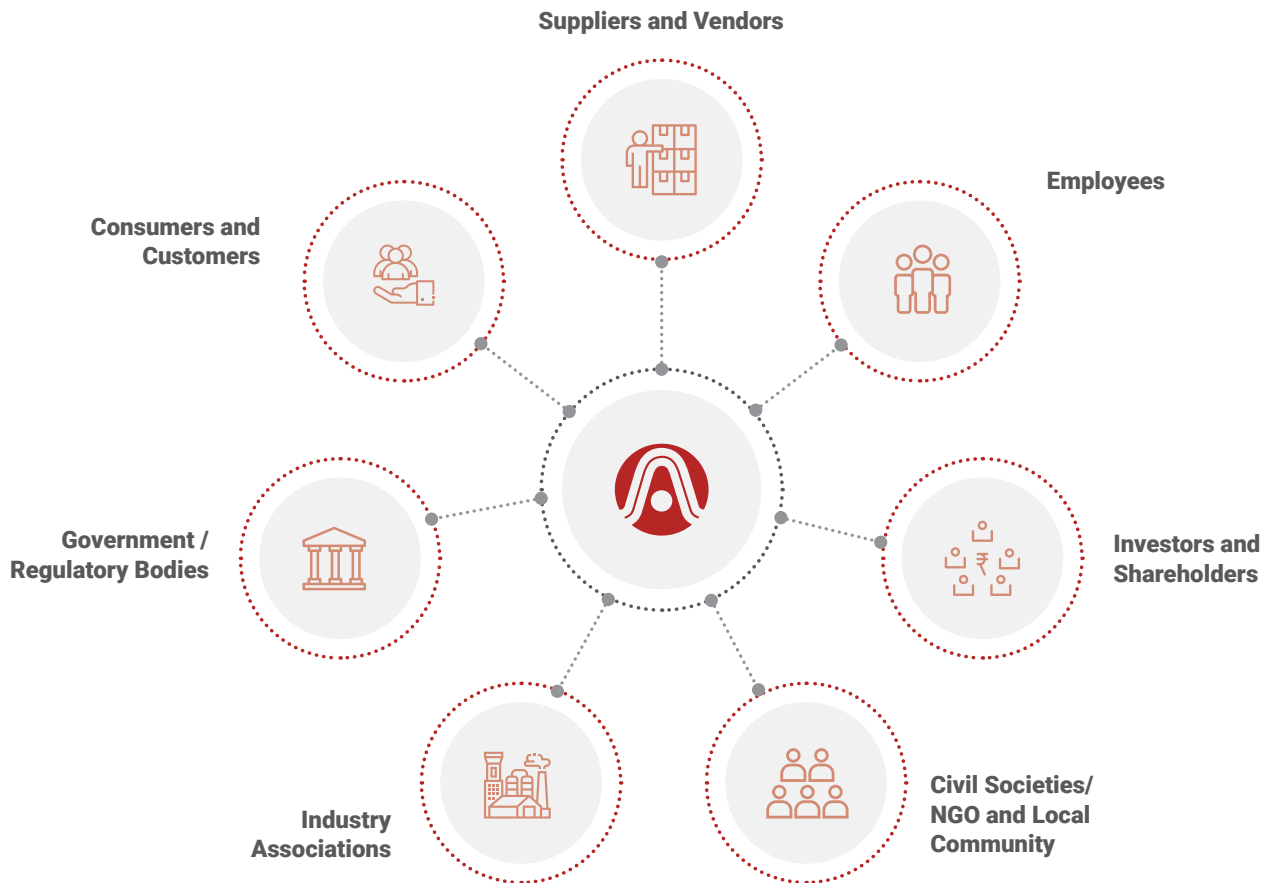 Suppliers and Vendors
Employees
Consumers and
Customers
Government /
Regulatory Bodies
₹
Investors and
Shareholders
Industry
Associations
Civil Societies/
NGO and Local
Community